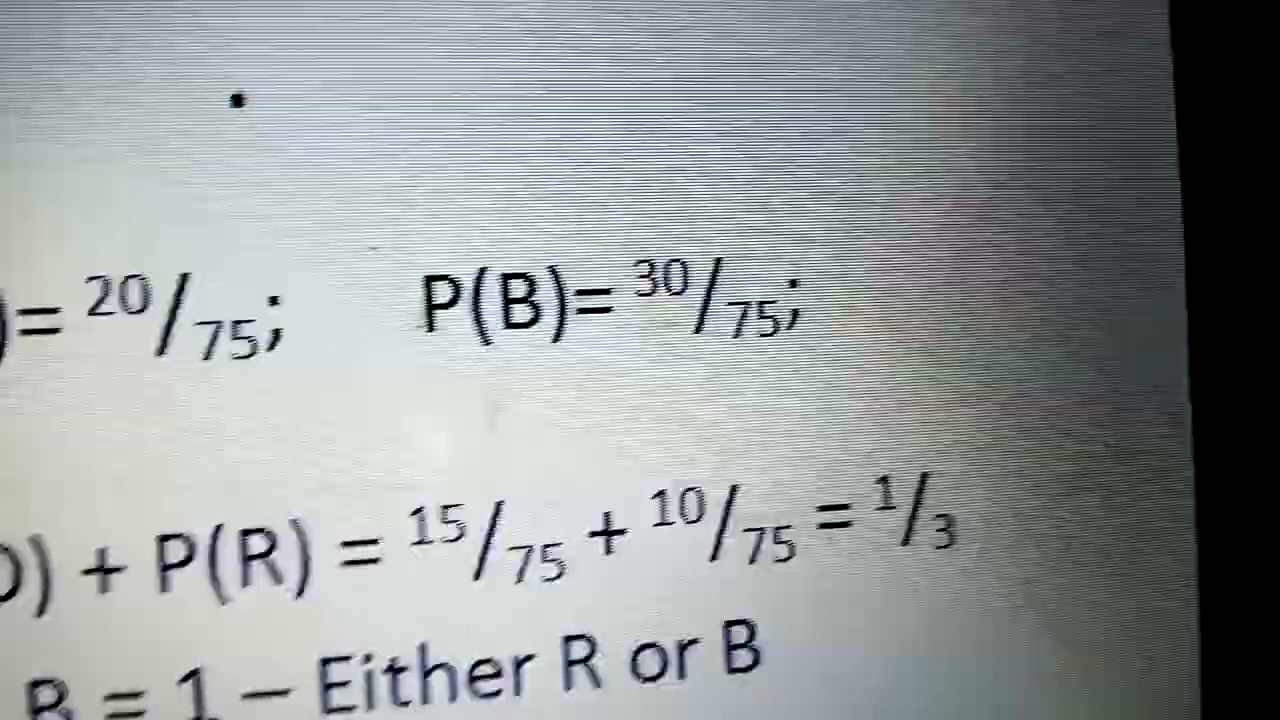 )= 20/75; P(B)= 30/75;
) + P(R) = 15/75 + 10/75 = 1/3
B = 1 – Either R or B